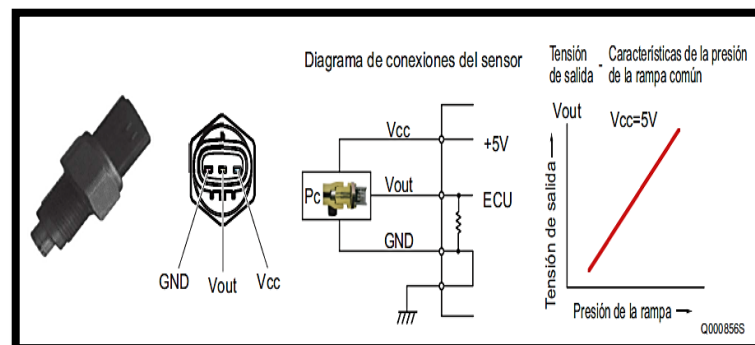 Diagrama de conexiones del sensor
Tensión
de salida
-
Características de la presión
de la rampa común
GND
Vout
Vcc
Pc
Vcc
Vout
GND
+5V
ECU
Vout
Vcc=5V
Tensión de salida
Presión de la rampa
Q000856S